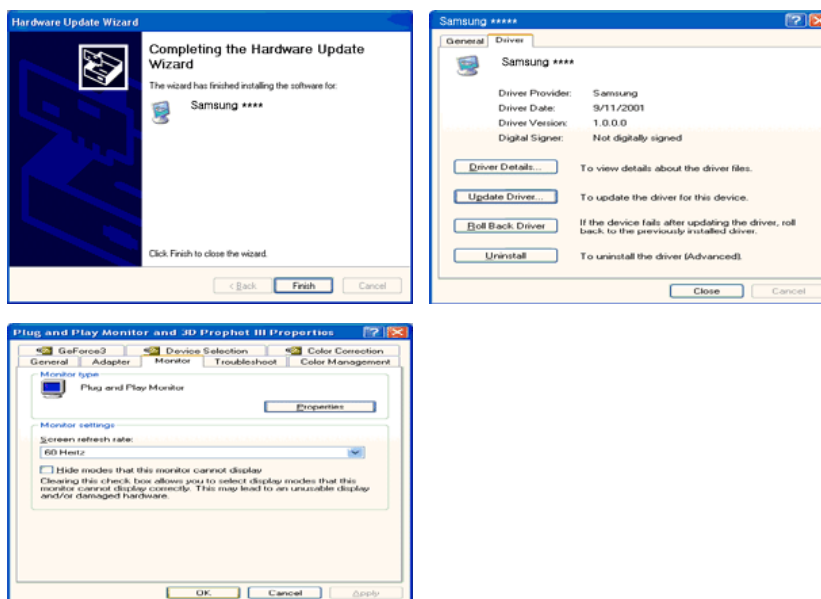 Hardware Update Wizard
Completing the Hardware Update
Wizard
The wizard has finished installing the software for:
Samsung ****
Click Finish to close the wizard.
< Back
Finish
Cancel
Samsung *****
General
Driver
Samsung ****
Driver Provider: Samsung
Driver Date: 9/11/2001
Driver Version: 1.0.0.0
Digital Signer: Not digitally signed
Driver Details...
To view details about the driver files.
Update Driver...
To update the driver for this device.
Roll Back Driver
If the device fails after updating the driver, roll
back to the previously installed driver.
Uninstall
To uninstall the driver (Advanced).
Close
Cancel
Plug and Play Monitor and 3D Prophet III Properties
GeForce3
Device Selection
Color Correction
General
Adapter
Monitor
Troubleshoot
Color Management
Monitor type
Plug and Play Monitor
Properties
Monitor settings
Screen refresh rate:
60 Hertz
Hide modes that this monitor cannot display
Clearing this check box allows you to select display modes that this
monitor cannot display correctly. This may lead to an unusable display
and/or damaged hardware.
OK
Cancel
Apply